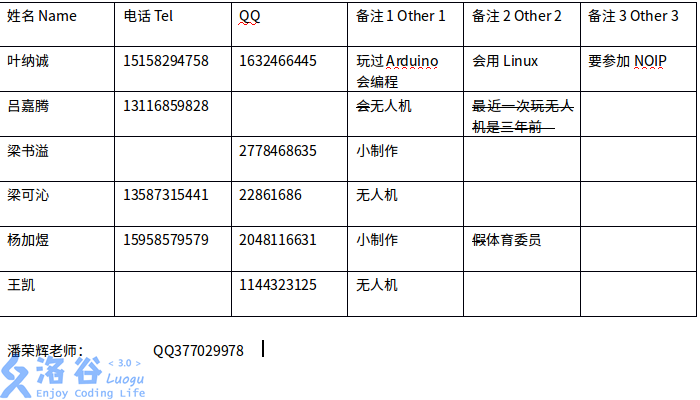 姓名 Name 电话 Tel QQ 备注 1 Other 1 备注 2 Other 2 备注 3 Other 3
叶纳诚 15158294758 1632466445 玩过 Arduino 会用 Linux 要参加 NOIP
会编程
吕嘉腾 13116859828 会无人机 最近一次玩无人
机是三年前
梁书溢 2778468635 小制作
梁可沁 13587315441 22861686 无人机
杨加煜 15958579579 2048116631 小制作 假体育委员
王凯 1144323125 无人机
潘荣辉老师： QQ377029978
洛谷 < 3.0 >
Luogu
Enjoy Coding Life